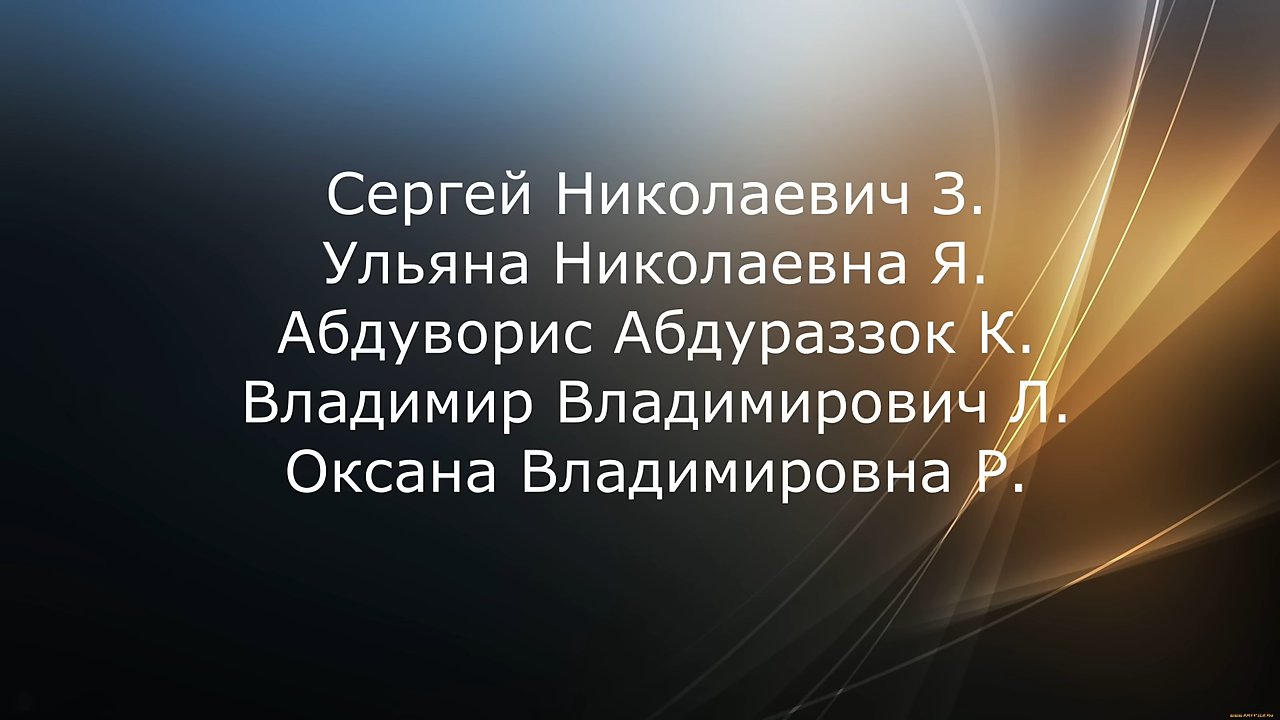 Сергей Николаевич З.
Ульяна Николаевна Я.
Абдуворис Абдураззок К.
Владимир Владимирович Л.
Оксана Владимировна Р.